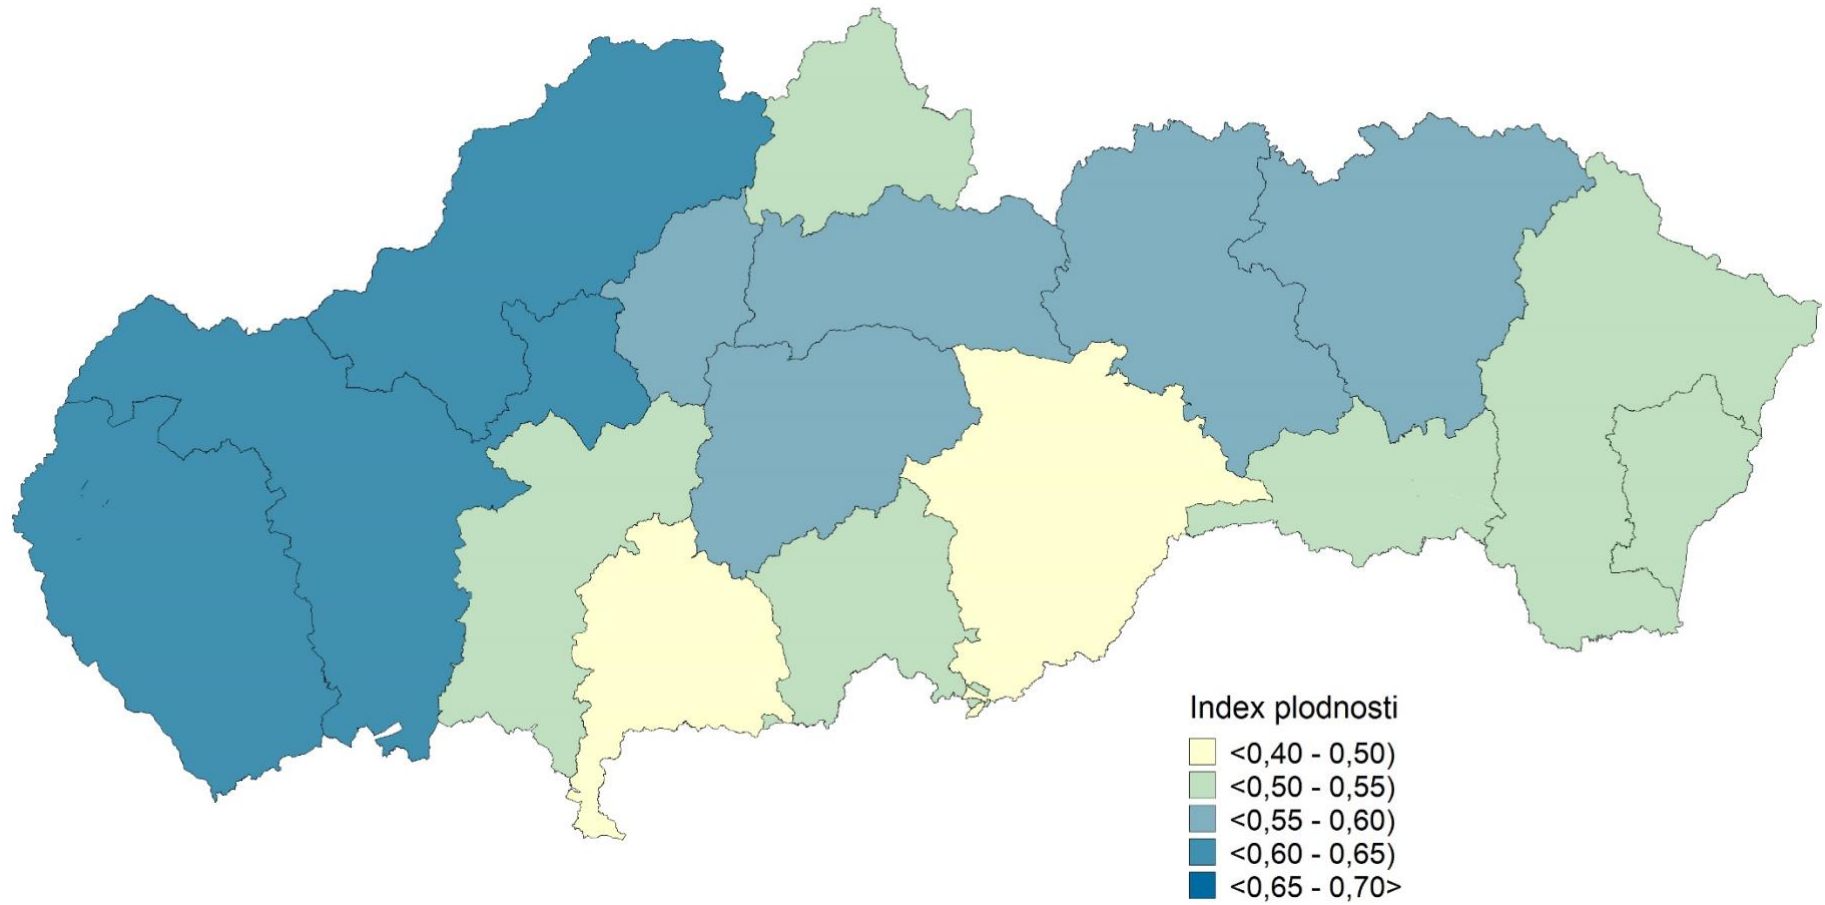 Index plodnosti
<0,40 - 0,50)
<0,50 - 0,55)
<0,55 - 0,60)
<0,60 - 0,65)
<0,65 - 0,70>